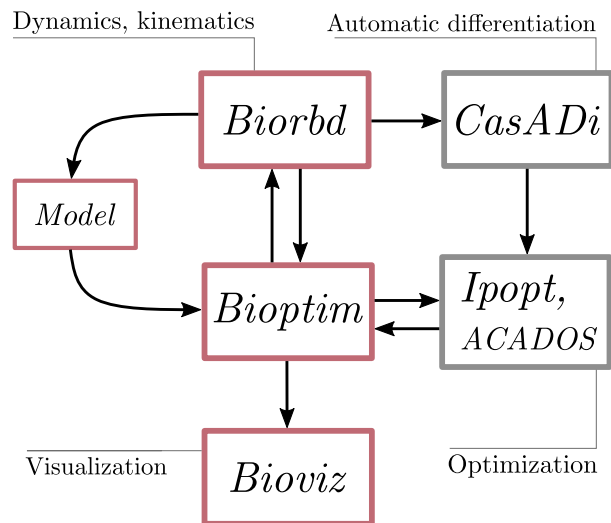 Dynamics, kinematics
Automatic differentiation
Biorbd
CasADi
Model
Bioptim
Ipopt,
ACADOS
Visualization
Bioviz
Optimization